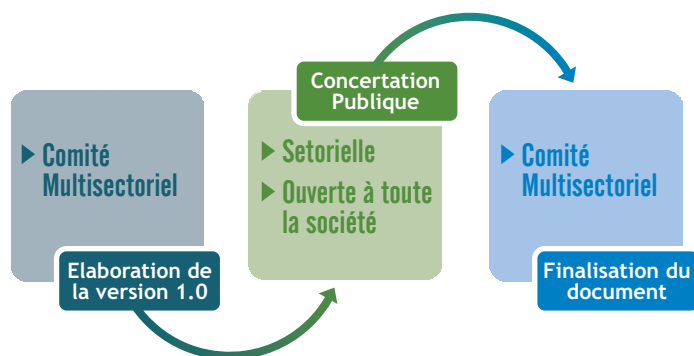 Comité
Multisectoriel
Elaboration de
la version 1.0
Concertation
Publique
Setorielle
Ouverte à toute
la société
Comité
Multisectoriel
Finalisation du
document